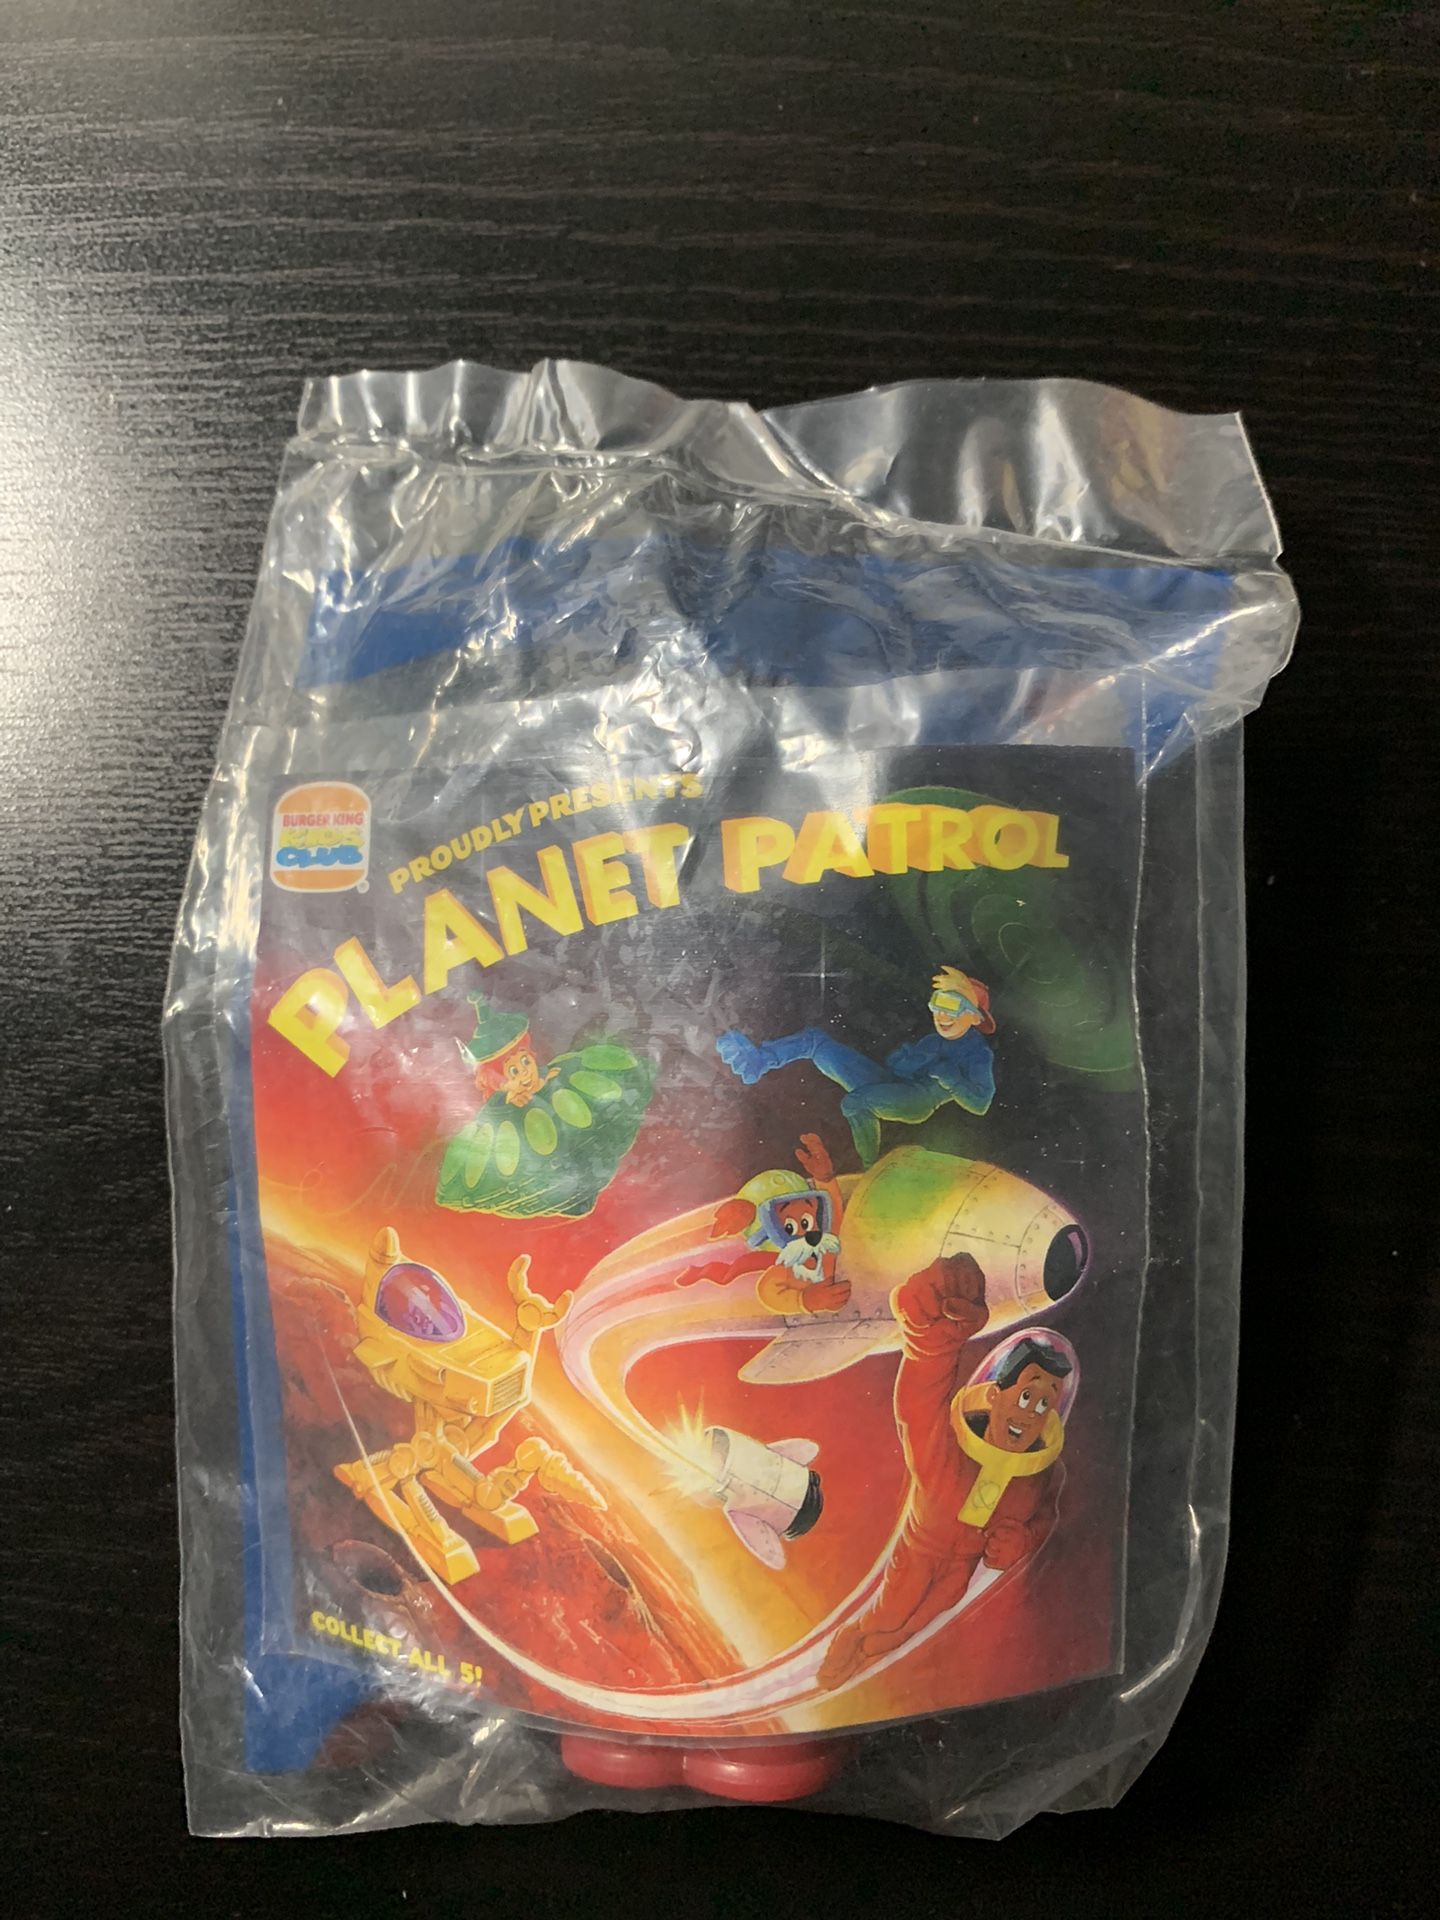 BURGER KING
KIDS
CLUB
®
PROUDLY PRESENTS
PLANET PATROL
COLLECT ALL 5!